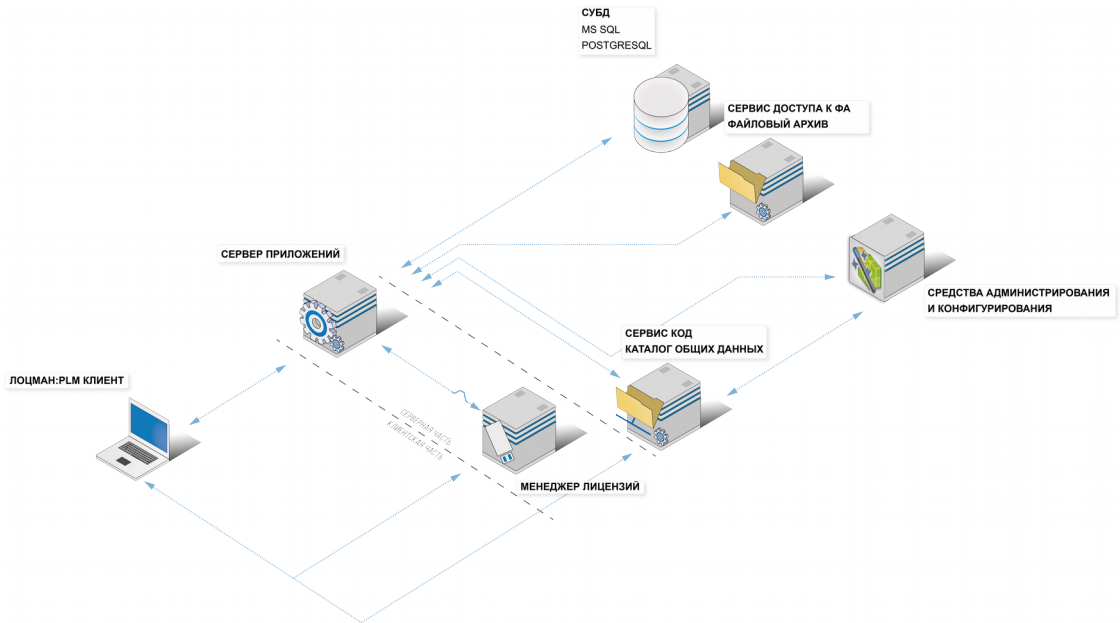 СУБД
MS SQL
POSTGRESQL
СЕРВИС ДОСТУПА К ФА
ФАЙЛОВЫЙ АРХИВ
СЕРВЕР ПРИЛОЖЕНИЙ
СРЕДСТВА АДМИНИСТРИРОВАНИЯ
И КОНФИГУРИРОВАНИЯ
СЕРВИС КОД
КАТАЛОГ ОБЩИХ ДАННЫХ
ЛОЦМАН:PLM КЛИЕНТ
СЕРВЕРНАЯ ЧАСТЬ
КЛИЕНТСКАЯ ЧАСТЬ
МЕНЕДЖЕР ЛИЦЕНЗИЙ